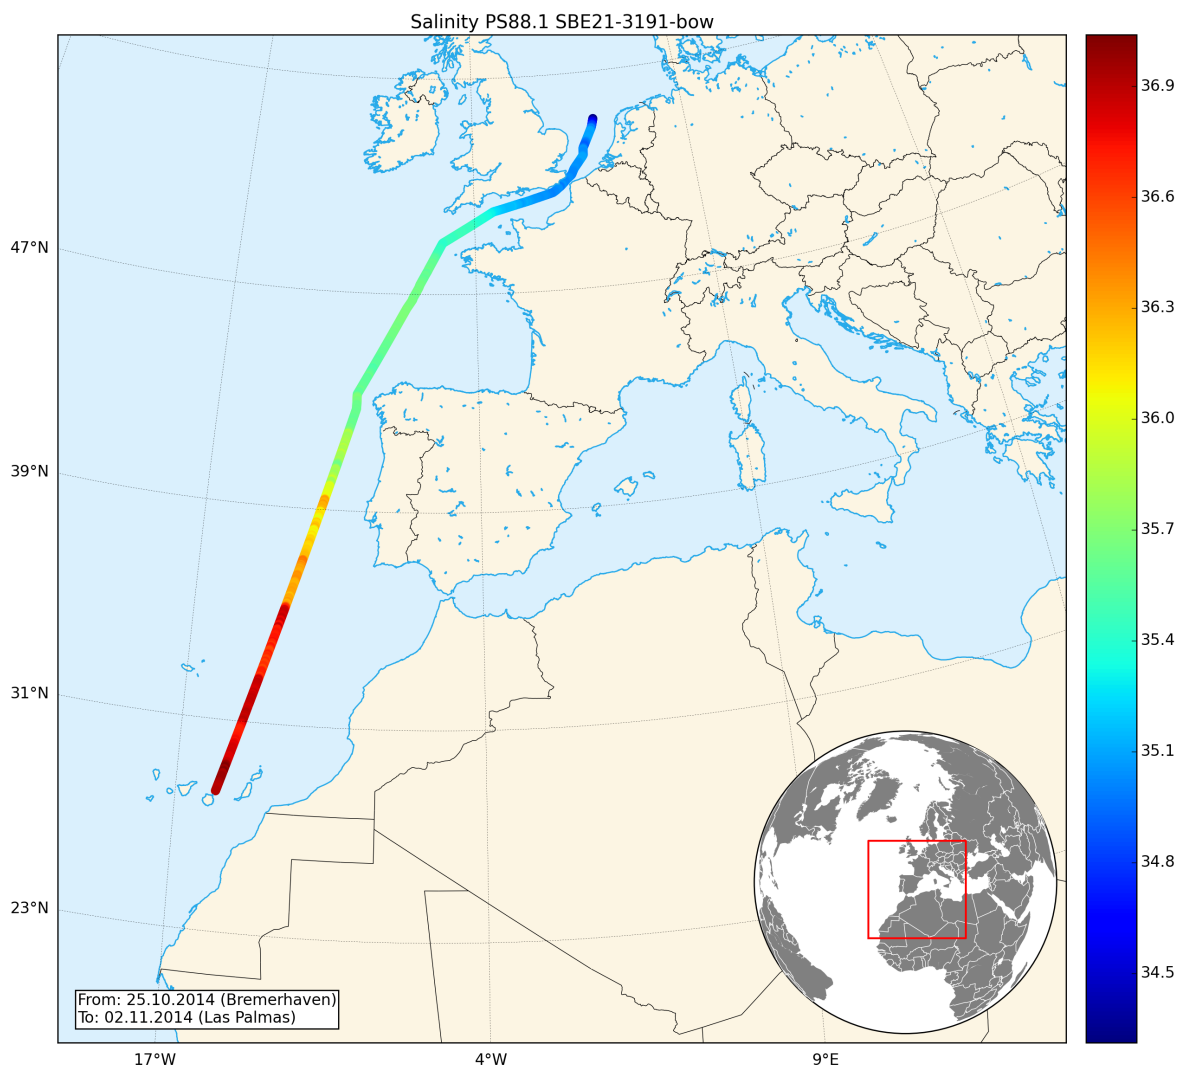 Salinity PS88.1 SBE21-3191-bow
47°N
39°N
31°N
23°N
17°W
4°W
9°E
36.9
36.6
36.3
36.0
35.7
35.4
35.1
34.8
34.5
From: 25.10.2014 (Bremerhaven)
To: 02.11.2014 (Las Palmas)